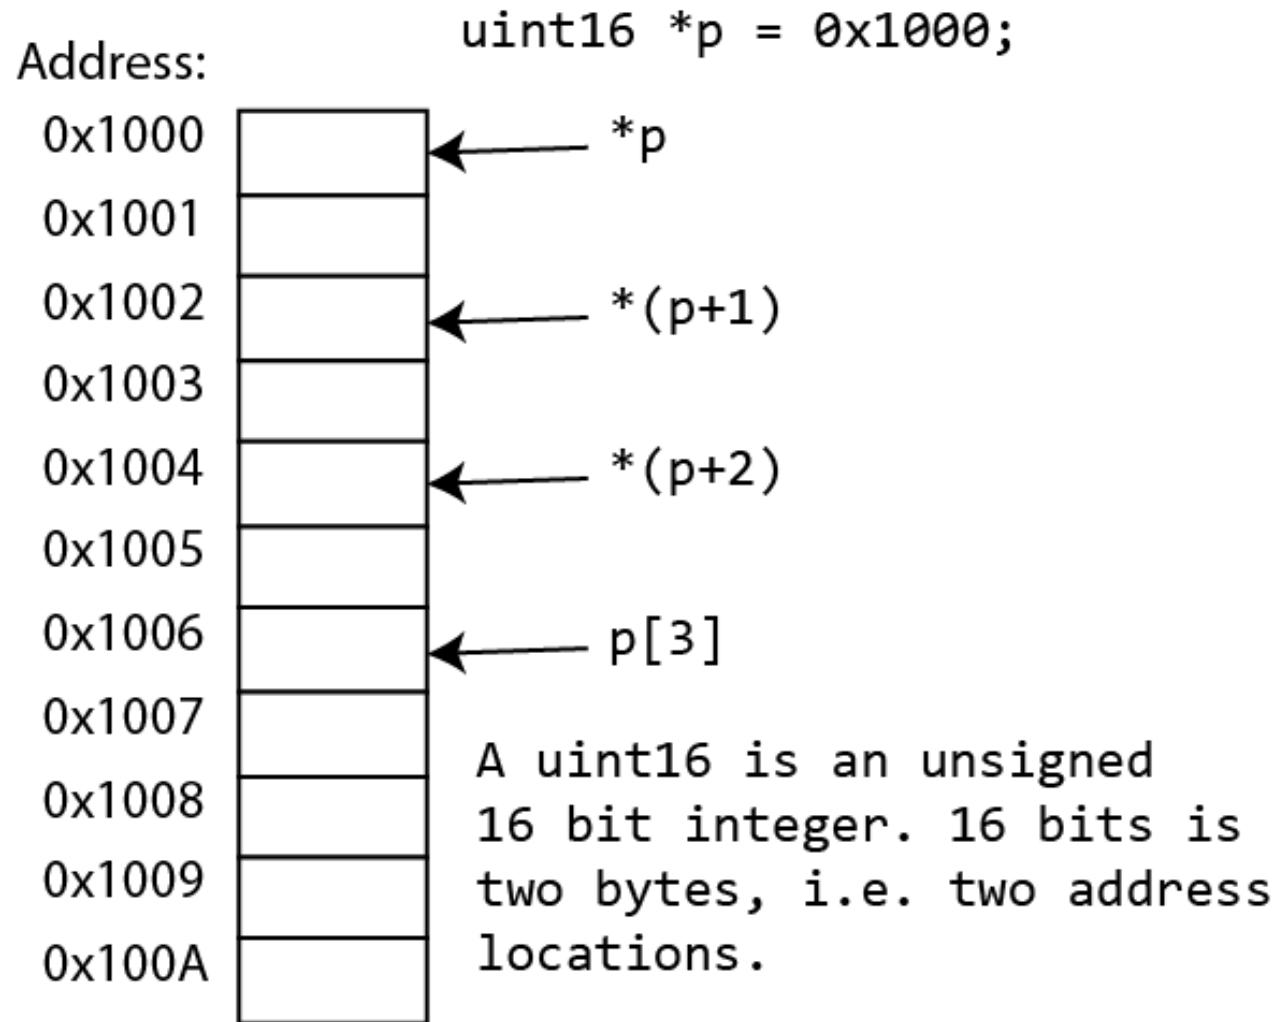 uint16 *p = 0x1000;
Address:
0x1000
*p
0x1001
0x1002
*(p+1)
0x1003
0x1004
*(p+2)
0x1005
0x1006
p[3]
0x1007
0x1008
0x1009
0x100A
A uint16 is an unsigned
16 bit integer. 16 bits is
two bytes, i.e. two address
locations.